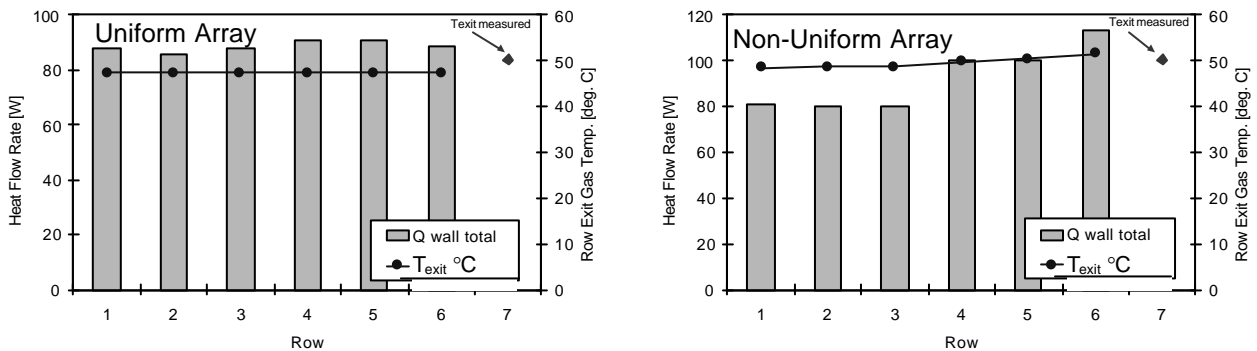 Uniform Array
Texit measured
Heat Flow Rate [W]
100
80
60
40
20
0
60
50
40
30
20
10
0
Row Exit Gas Temp. [deg. C]
Q wall total
Texit °C
1 2 3 4 5 6 7
Row
Non-Uniform Array
Texit measured
Heat Flow Rate [W]
120
100
80
60
40
20
0
60
50
40
30
20
10
0
Row Exit Gas Temp. [deg. C]
Q wall total
Texit °C
1 2 3 4 5 6 7
Row